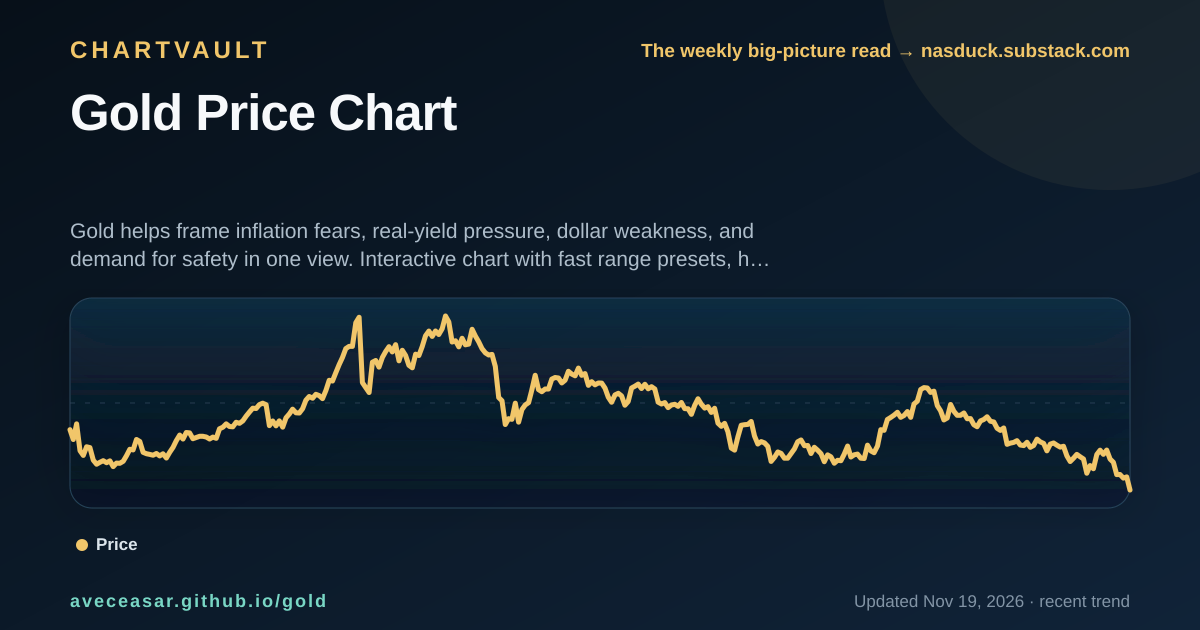 CHARTVAULT
The weekly big-picture read → nasduck.substack.com
Gold Price Chart
Gold helps frame inflation fears, real-yield pressure, dollar weakness, and
demand for safety in one view. Interactive chart with fast range presets, h…
Price
aveceasar.github.io/gold
Updated Nov 19, 2026 · recent trend